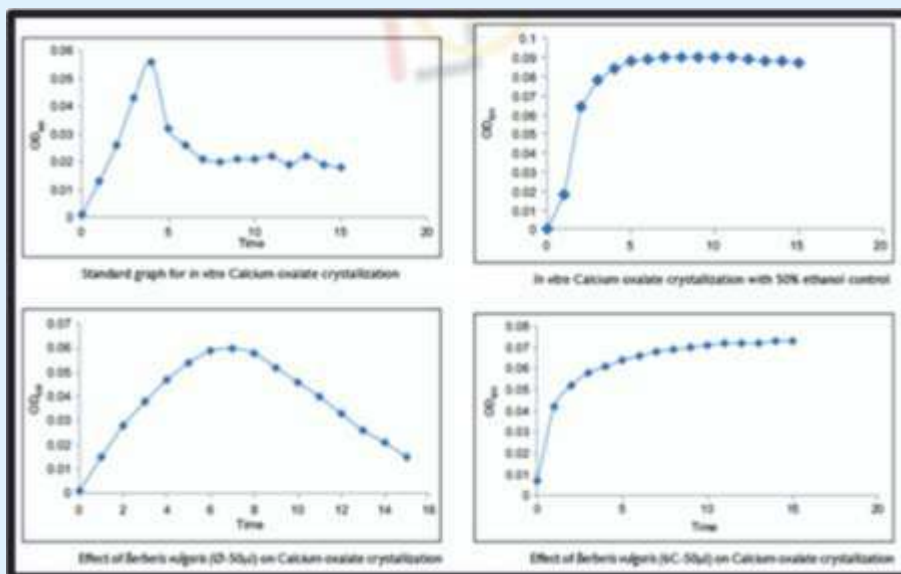 0.06
0.05
0.04
0.03
0.02
0.01
0
0 5 10 15 20
Time
Standard graph for in vitro Calcium oxalate crystallization
0.1
0.09
0.08
0.07
0.06
0.05
0.04
0.03
0.02
0.01
0
0 5 10 15 20
Time
In vitro Calcium oxalate crystallization with 50% ethanol control
0.07
0.06
0.05
0.04
0.03
0.02
0.01
0
0 2 4 6 8 10 12 14 16
Time
Effect of Berberis vulgaris (Ø-50µl) on Calcium oxalate crystallization
0.08
0.07
0.06
0.05
0.04
0.03
0.02
0.01
0
0 5 10 15 20
Time
Effect of Berberis vulgaris (6C-50µl) on Calcium oxalate crystallization